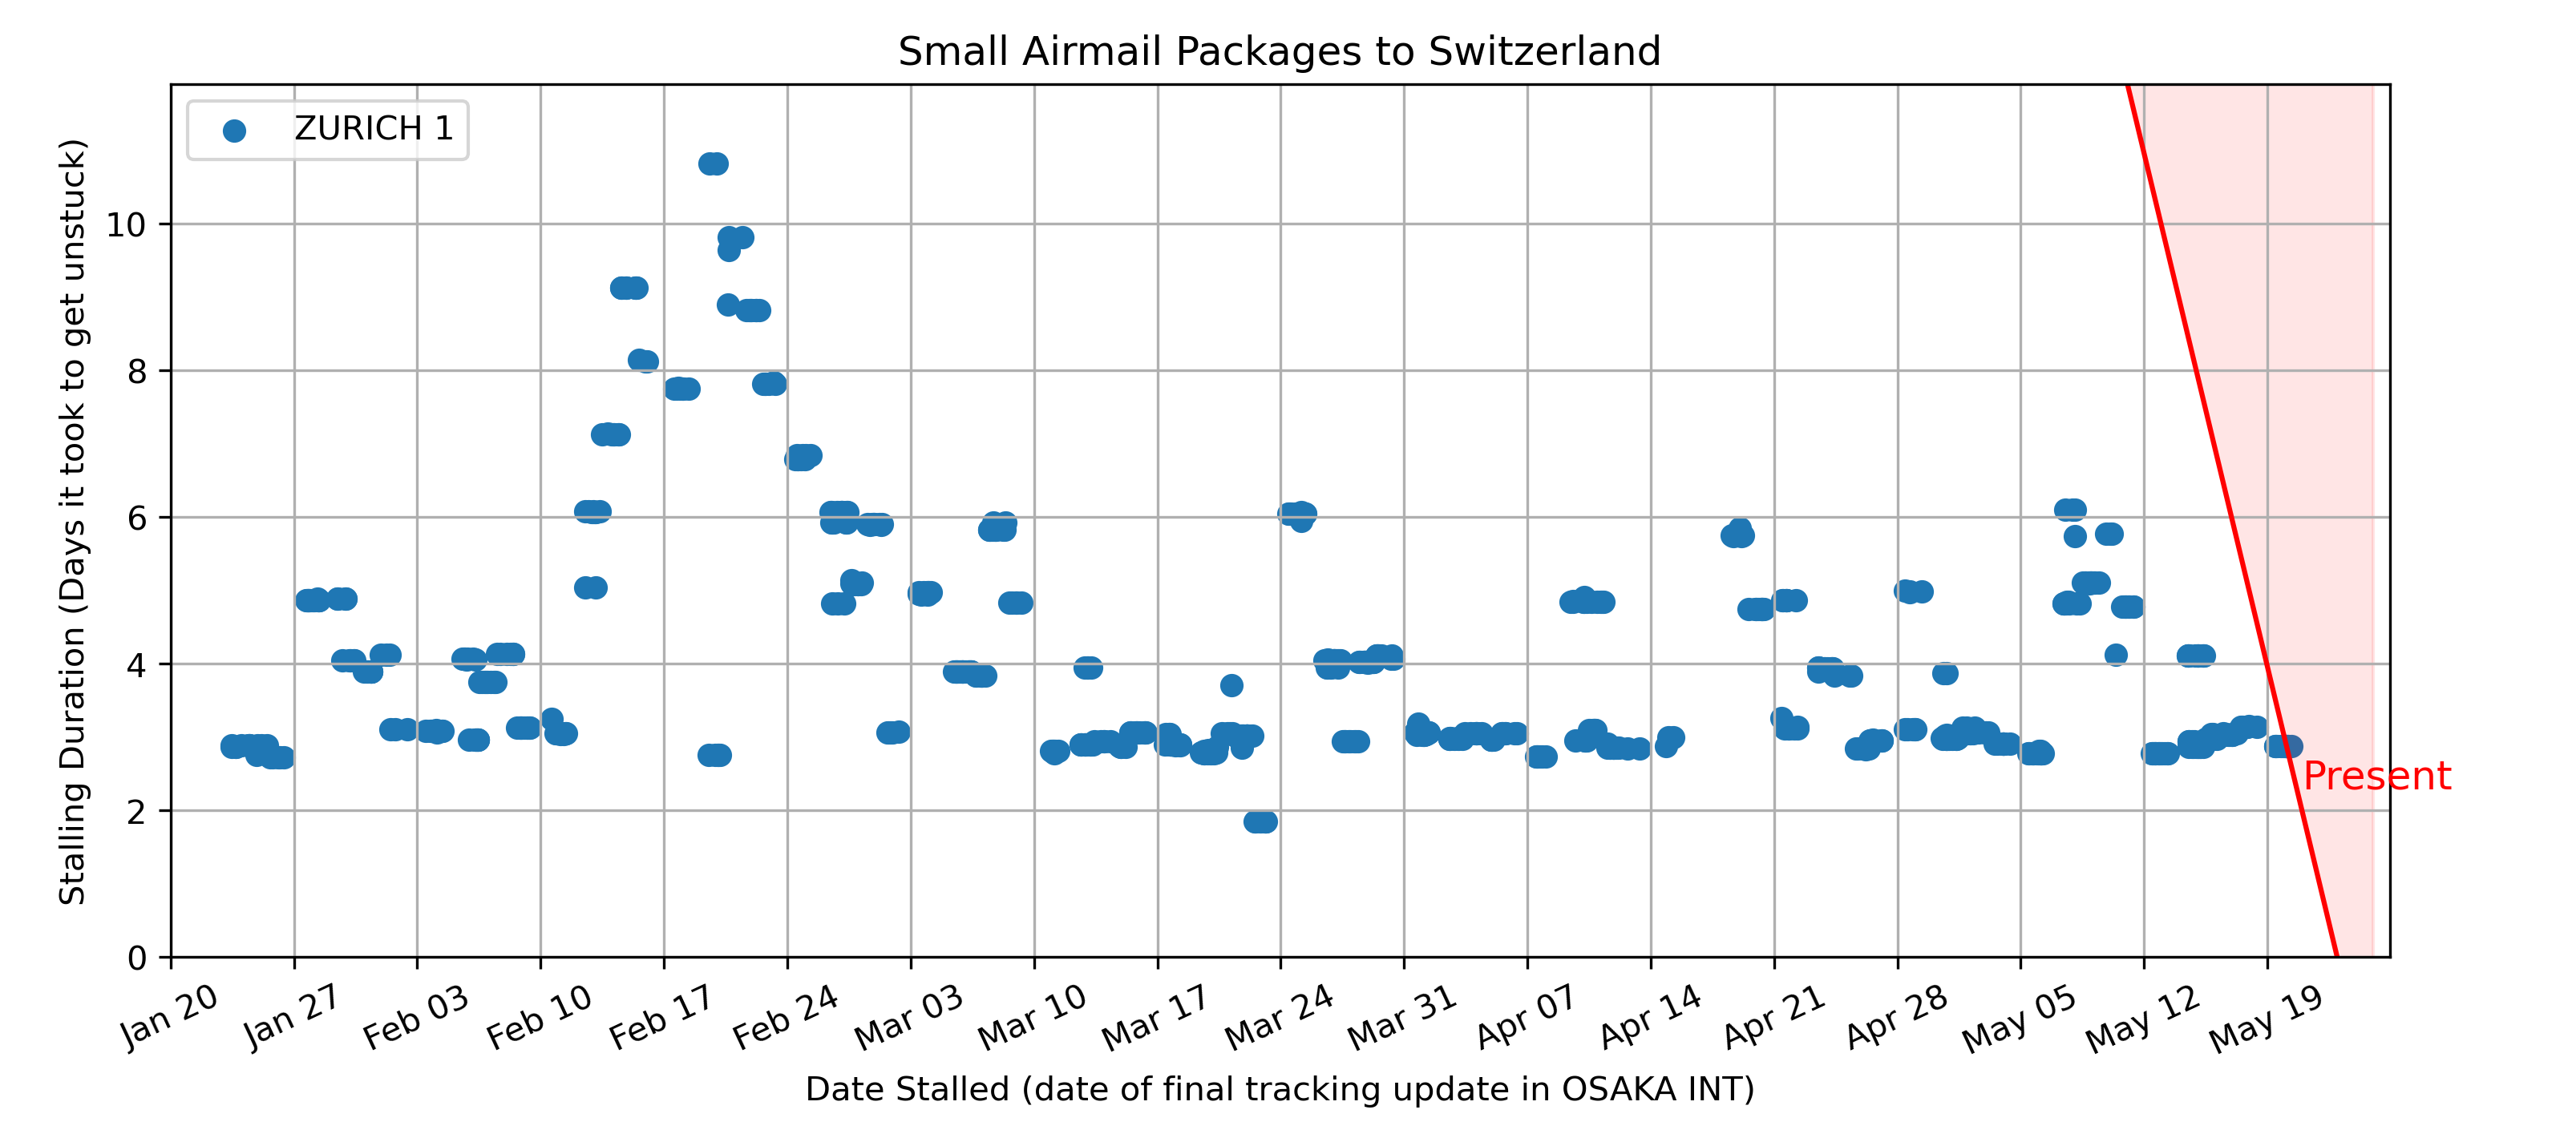 Small Airmail Packages to Switzerland
ZURICH 1
Stalling Duration (Days it took to get unstuck)
10
8
6
4
2
0
Present
Jan 20
Jan 27
Feb 03
Feb 10
Feb 17
Feb 24
Mar 03
Mar 10
Mar 17
Mar 24
Mar 31
Apr 07
Apr 14
Apr 21
Apr 28
May 05
May 12
May 19
Date Stalled (date of final tracking update in OSAKA INT)